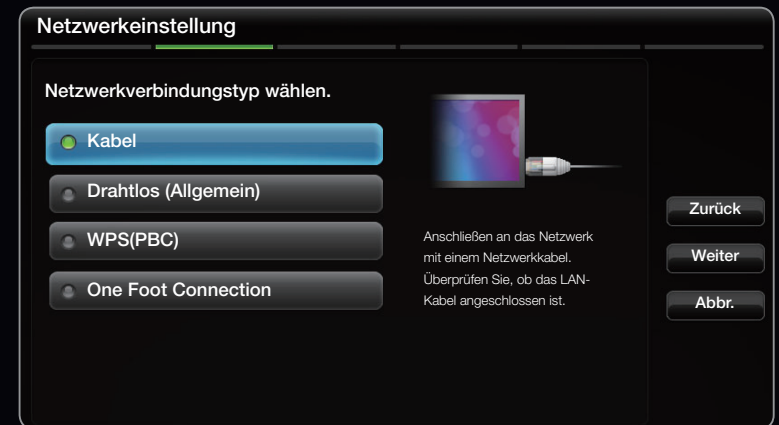 Netzwerkeinstellung
Netzwerkverbindungstyp wählen.
Kabel
Drahtlos (Allgemein)
WPS(PBC)
One Foot Connection
Anschließen an das Netzwerk
mit einem Netzwerkkabel.
Überprüfen Sie, ob das LAN-
Kabel angeschlossen ist.
Zurück
Weiter
Abbr.